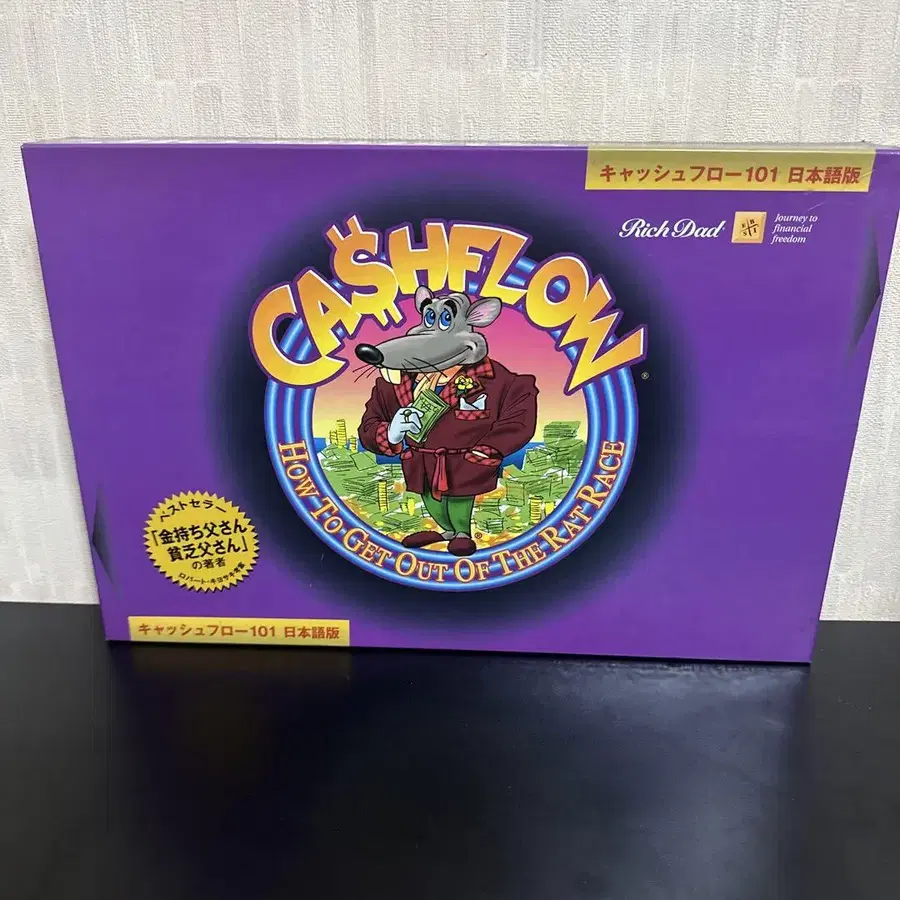 キャッシュフロー101 日本語版
Rich Dad®
E B
S I
Journey to
financial
freedom
CA$HFLOW
®
HOW TO GET OUT OF THE RAT RACE
®
ベストセラー
「金持ち父さん
貧乏父さん」
の著者
キャッシュフロー101 日本語版